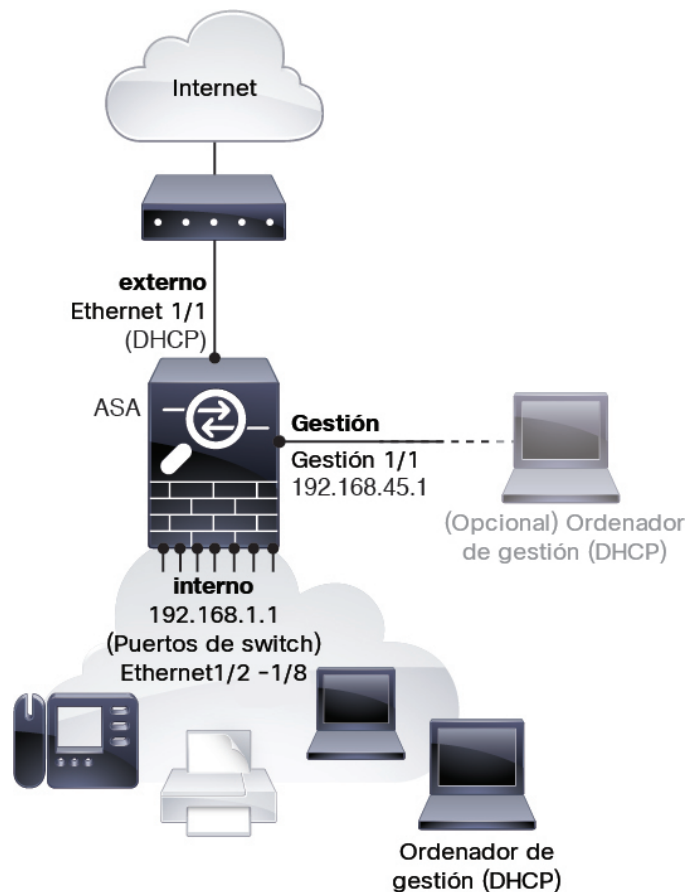 Internet
externo
Ethernet 1/1
(DHCP)
ASA
Gestión
Gestión 1/1
192.168.45.1
(Opcional) Ordenador
de gestión (DHCP)
interno
192.168.1.1
(Puertos de switch)
Ethernet1/2 -1/8
Ordenador de
gestión (DHCP)